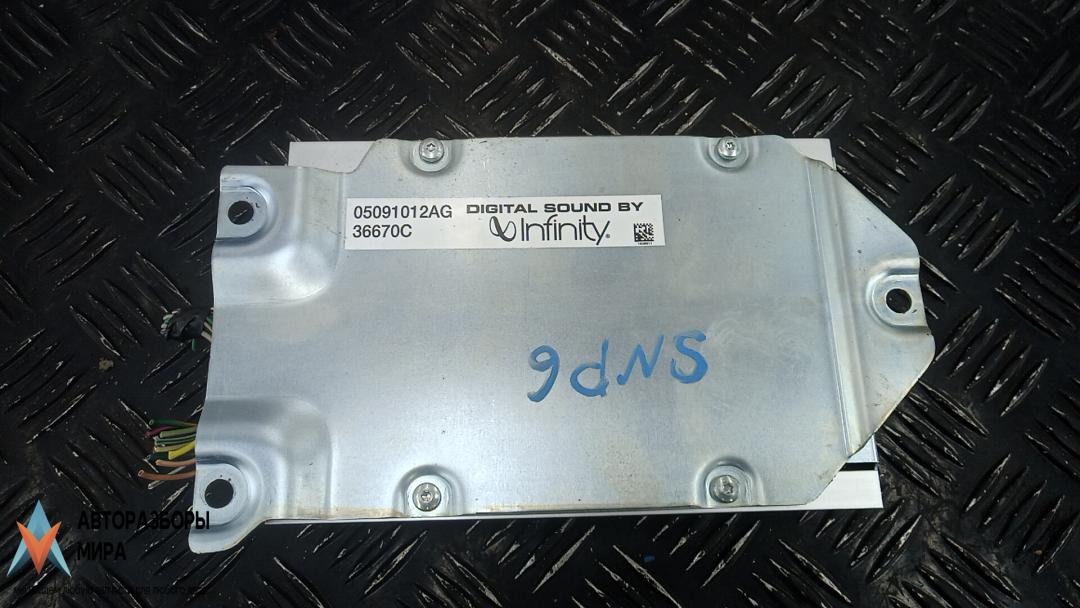 05091012AG DIGITAL SOUND BY
36670C Infinity
SNP6
АВТОРАЗБОРЫ
МИРА